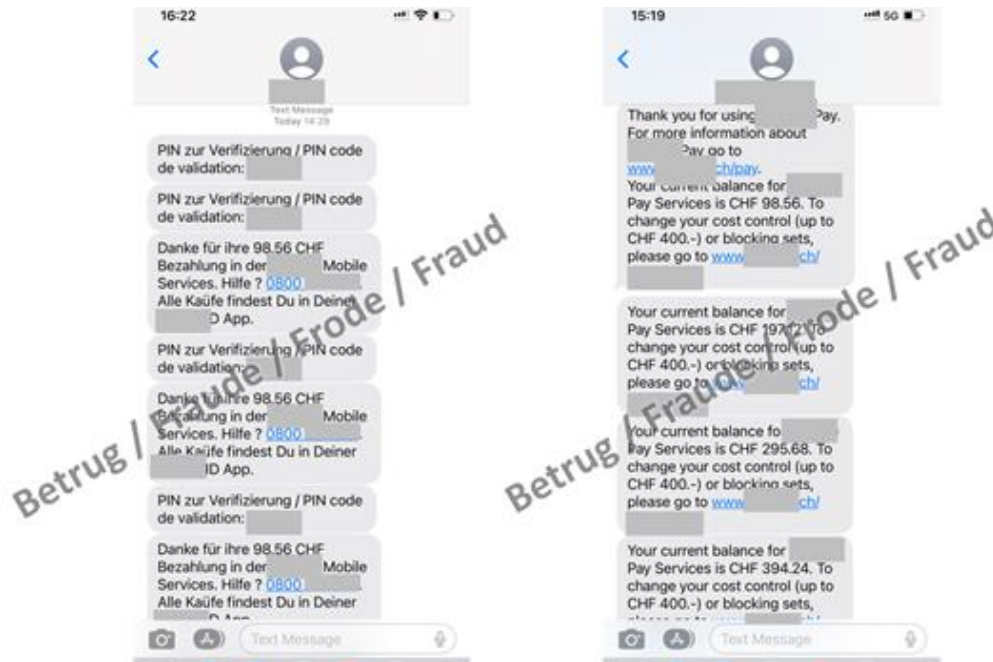 16:22
Text Message
Today 16:29
PIN zur Verifizierung / PIN code
de validation:
PIN zur Verifizierung / PIN code
de validation:
Danke für ihre 98.56 CHF
Bezahlung in der Mobile
Services. Hilfe ? 0800
Alle Kaüfe findest Du in Deiner
D App.
PIN zur Verifizierung / PIN code
de validation:
Danke für ihre 98.56 CHF
Bezahlung in der Mobile
Services. Hilfe ? 0800
Alle Kaüfe findest Du in Deiner
ID App.
PIN zur Verifizierung / PIN code
de validation:
Danke für ihre 98.56 CHF
Bezahlung in der Mobile
Services. Hilfe ? 0800
Alle Kaüfe findest Du in Deiner
D App.
Text Message
Betrug / Fraude / Frode / Fraud
15:19
5G
Thank you for using Pay.
For more information about
Pay go to
www ch/pay.
Your current balance for
Pay Services is CHF 98.56. To
change your cost control (up to
CHF 400.-) or blocking sets,
please go to www ch/
Your current balance for
Pay Services is CHF 197.12. To
change your cost control (up to
CHF 400.-) or blocking sets,
please go to www ch/
Your current balance fo
Pay Services is CHF 295.68. To
change your cost control (up to
CHF 400.-) or blocking sets,
please go to www ch/
Your current balance for
Pay Services is CHF 394.24. To
change your cost control (up to
CHF 400.-) or blocking sets,
Text Message
Betrug / Fraude / Frode / Fraud